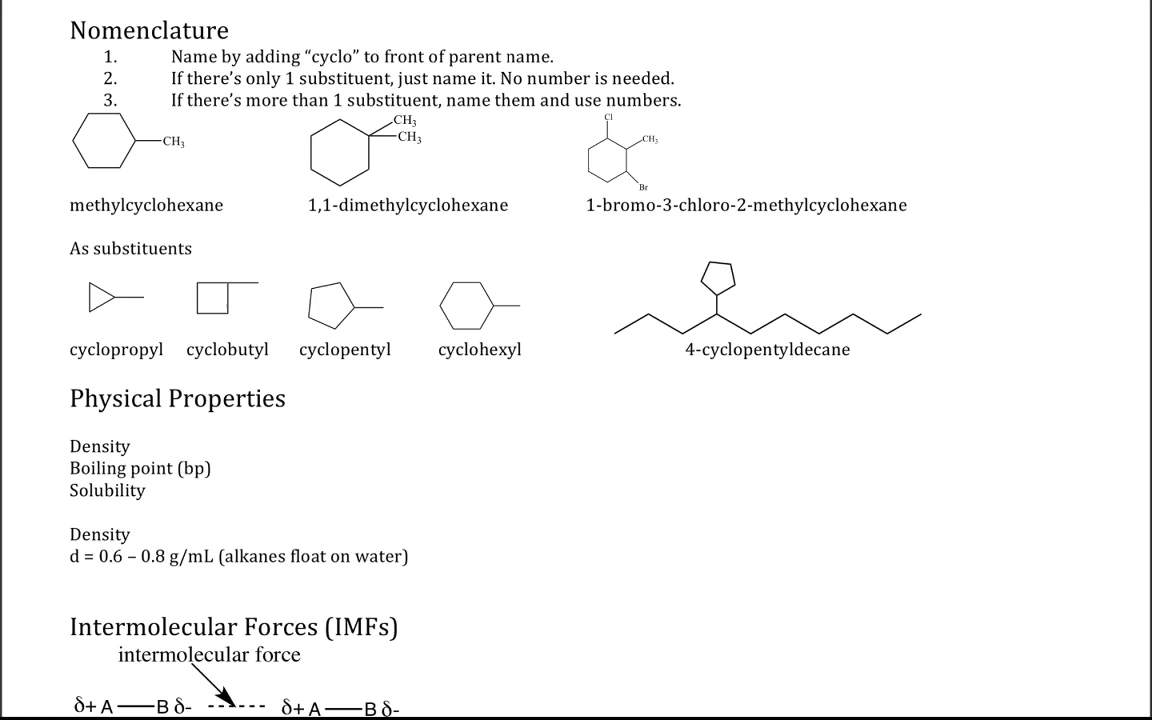 Nomenclature
1. Name by adding “cyclo” to front of parent name.
2. If there’s only 1 substituent, just name it. No number is needed.
3. If there’s more than 1 substituent, name them and use numbers.
CH3
CH3
CH3
Cl
CH3
Br
methylcyclohexane 1,1-dimethylcyclohexane 1-bromo-3-chloro-2-methylcyclohexane
As substituents
cyclopropyl cyclobutyl cyclopentyl cyclohexyl 4-cyclopentyldecane
Physical Properties
Density
Boiling point (bp)
Solubility
Density
d = 0.6 – 0.8 g/mL (alkanes float on water)
Intermolecular Forces (IMFs)
intermolecular force
δ+ A B δ- δ+ A B δ-